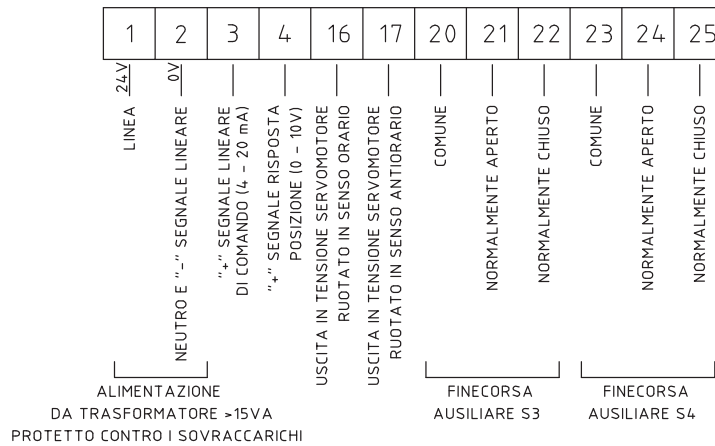 1 2 3 4 16 17 20 21 22 23 24 25
24V
LINEA
0V
NEUTRO E "-" SEGNALE LINEARE
"+" SEGNALE LINEARE
DI COMANDO (4 - 20 mA)
"+" SEGNALE RISPOSTA
POSIZIONE (0 - 10V)
USCITA IN TENSIONE SERVOMOTORE
RUOTATO IN SENSO ORARIO
USCITA IN TENSIONE SERVOMOTORE
RUOTATO IN SENSO ANTIORARIO
COMUNE
NORMALMENTE APERTO
NORMALMENTE CHIUSO
COMUNE
NORMALMENTE APERTO
NORMALMENTE CHIUSO
ALIMENTAZIONE
DA TRASFORMATORE >15VA
PROTETTO CONTRO I SOVRACCARICHI
FINECORSA
AUSILIARE S3
FINECORSA
AUSILIARE S4